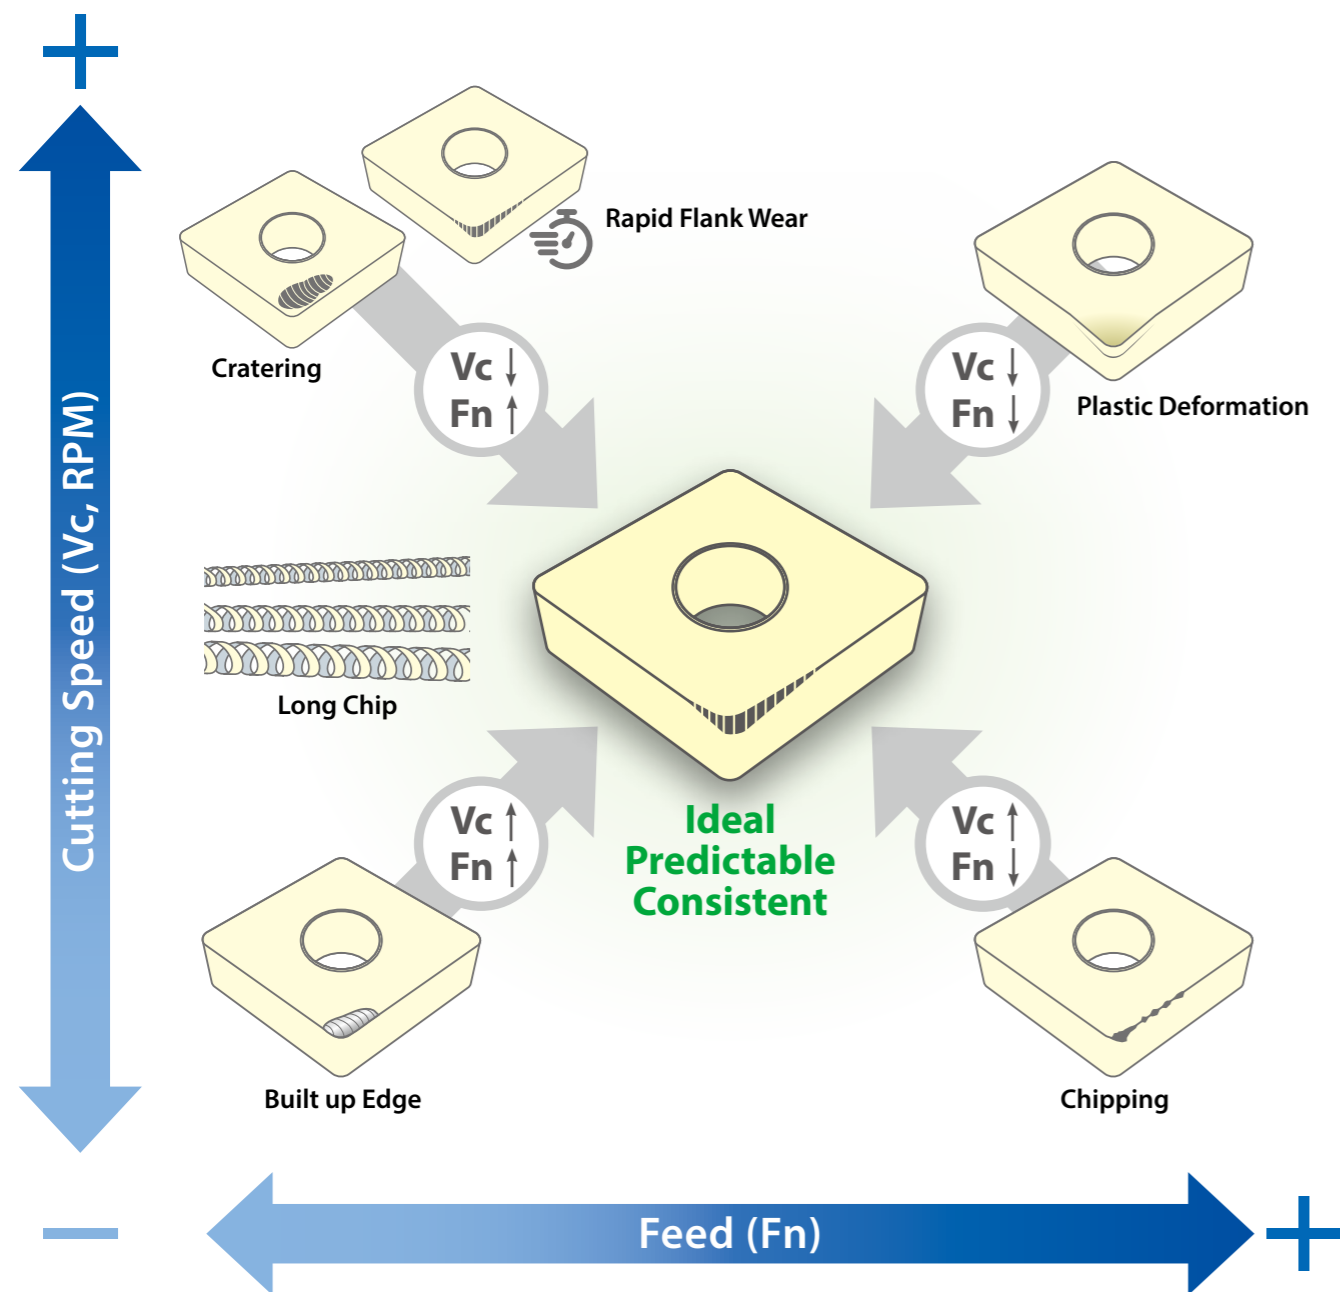 +
Rapid Flank Wear
Cratering
Vc ↓
Fn ↑
Vc ↓
Fn ↓
Plastic Deformation
Cutting Speed (Vc, RPM)
Long Chip
Ideal
Predictable
Consistent
Vc ↑
Fn ↑
Vc ↑
Fn ↓
Built up Edge
Chipping
−
Feed (Fn)
+